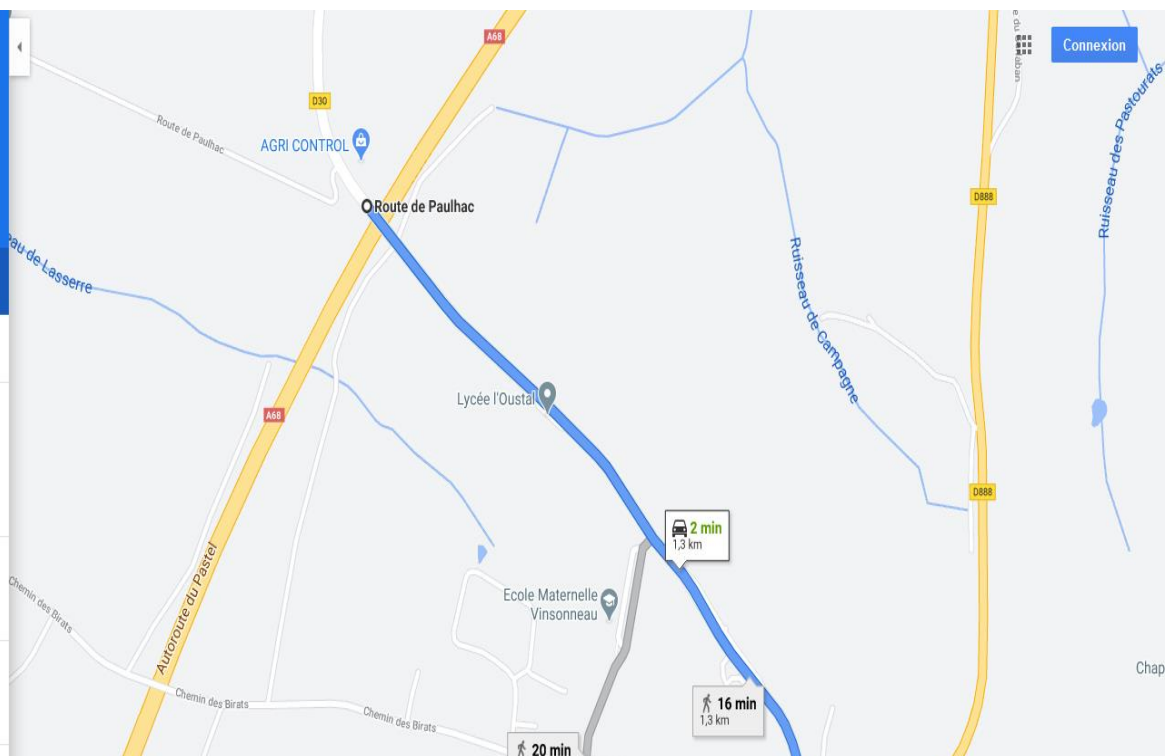 A68
Connexion
D30
Route de Paulhac
AGRI CONTROL
Route de Paulhac
D888
Ruisseau des Pastourats
eau de Lasserre
Ruisseau de Campagne
Lycée l'Oustal
A68
D888
2 min
1,3 km
Autoroute du Pastel
Ecole Maternelle
Vinsonneau
Chemin des Birats
Chap
Chemin des Birats
16 min
1,3 km
Chemin des Birats
20 min